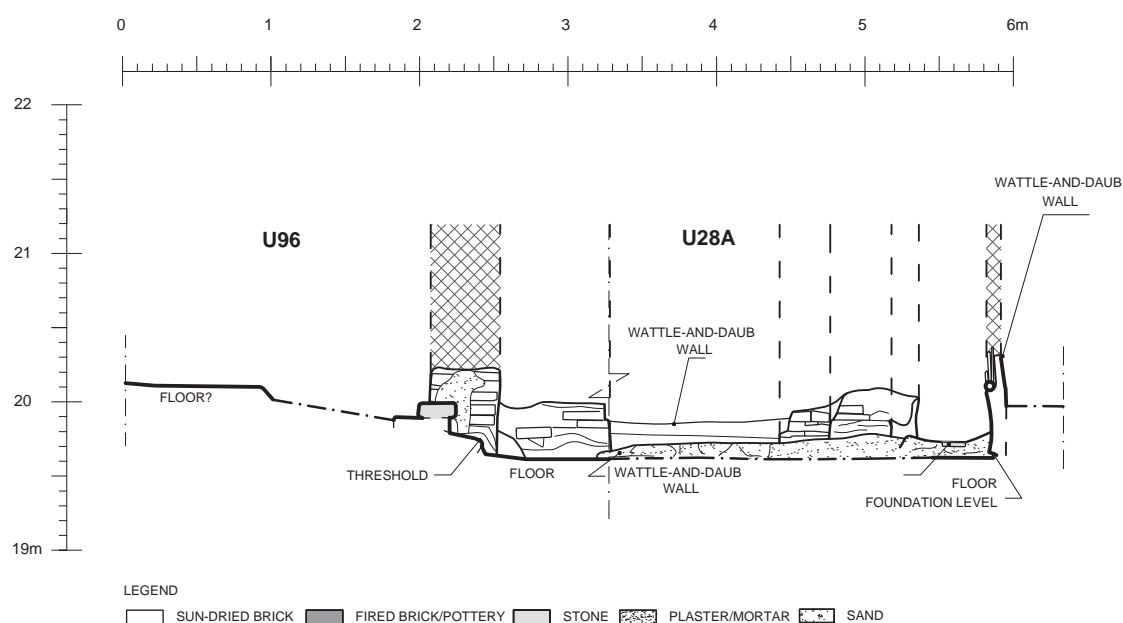 0 1 2 3 4 5 6m
22
21
20
19m
WATTLE-AND-DAUB
WALL
U96
U28A
WATTLE-AND-DAUB
WALL
FLOOR?
THRESHOLD
FLOOR
WATTLE-AND-DAUB
WALL
FLOOR
FOUNDATION LEVEL
LEGEND
SUN-DRIED BRICK FIRED BRICK/POTTERY STONE PLASTER/MORTAR SAND